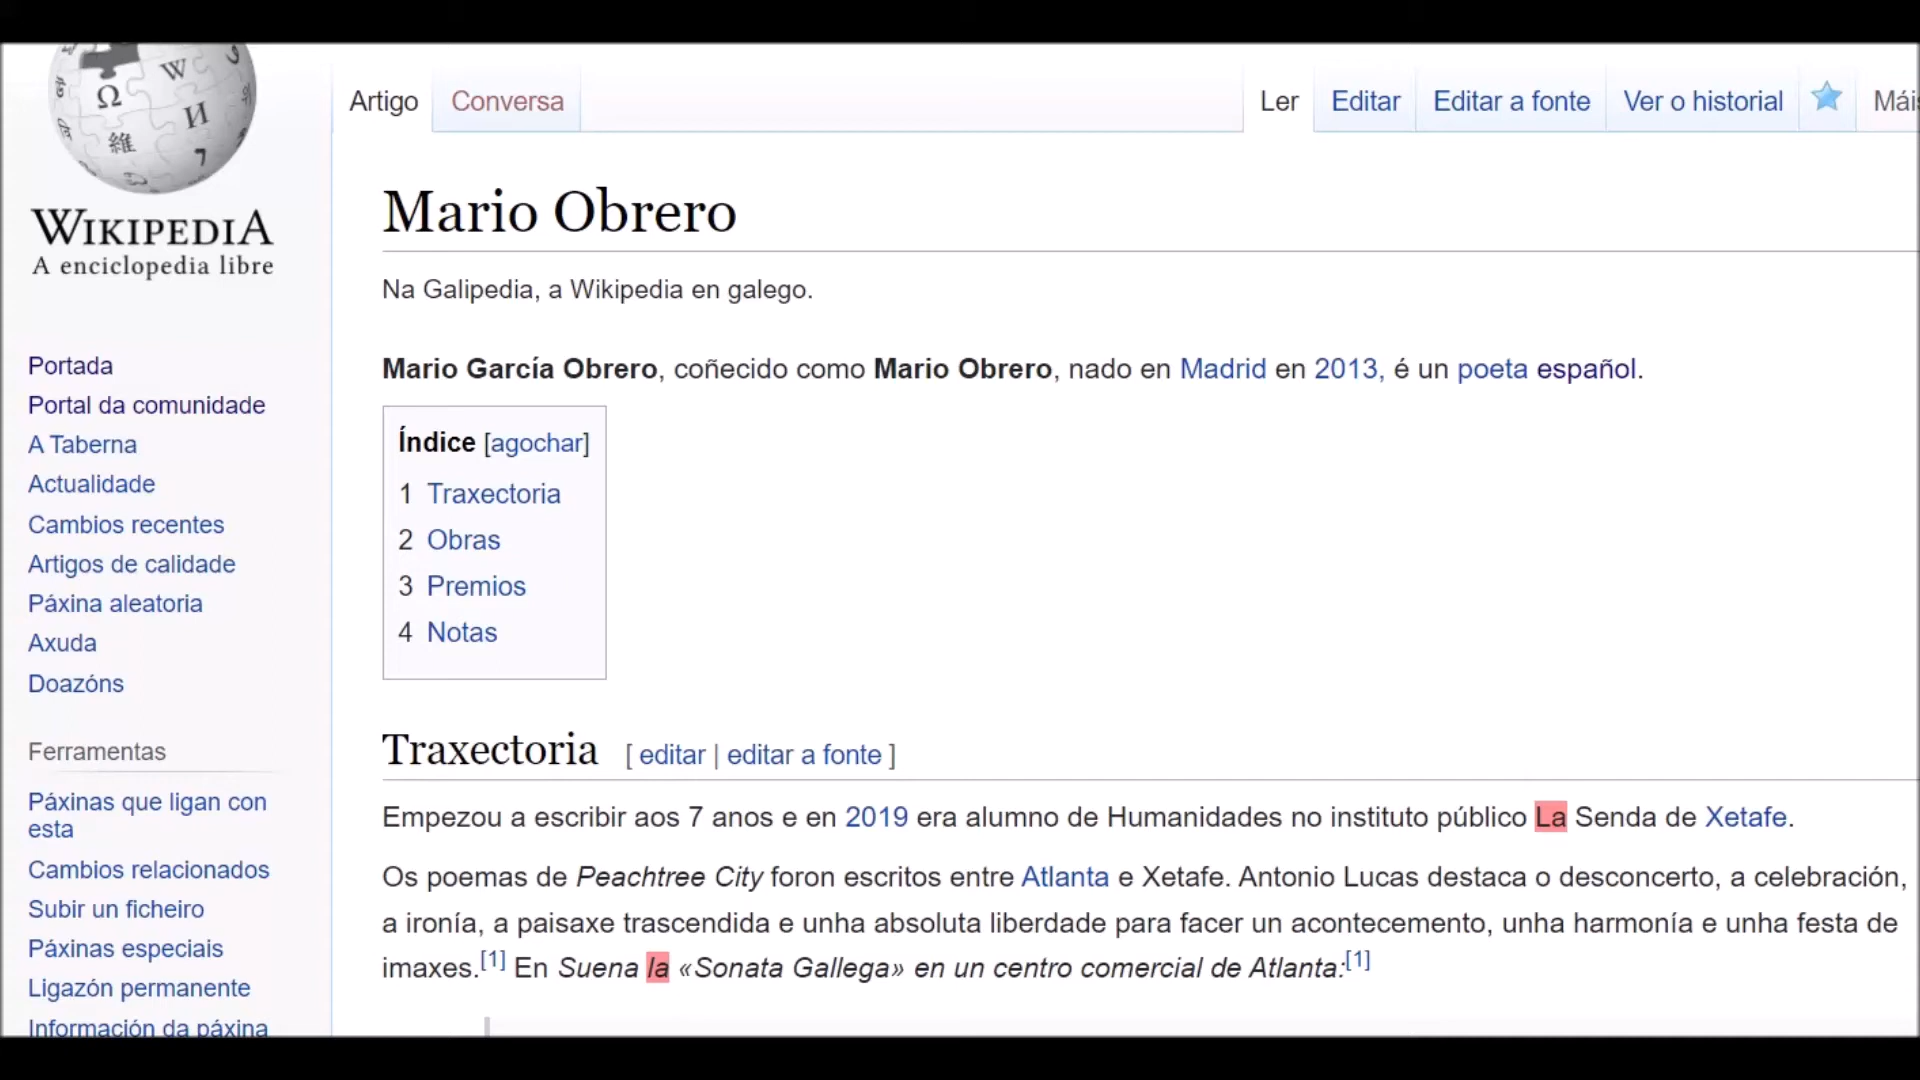 WIKIPEDIA
A enciclopedia libre
Portada
Portal da comunidade
A Taberna
Actualidade
Cambios recentes
Artigos de calidade
Páxina aleatoria
Axuda
Doazóns
Ferramentas
Páxinas que ligan con
esta
Cambios relacionados
Subir un ficheiro
Páxinas especiais
Ligazón permanente
Información da páxina
Artigo Conversa Ler Editar Editar a fonte Ver o historial Máis
Mario Obrero
Na Galipedia, a Wikipedia en galego.
Mario García Obrero, coñecido como Mario Obrero, nado en Madrid en 2013, é un poeta español.
Índice [agochar]
1 Traxectoria
2 Obras
3 Premios
4 Notas
Traxectoria [ editar | editar a fonte ]
Empezou a escribir aos 7 anos e en 2019 era alumno de Humanidades no instituto público La Senda de Xetafe.
Os poemas de Peachtree City foron escritos entre Atlanta e Xetafe. Antonio Lucas destaca o desconcerto, a celebración,
a ironía, a paisaxe trascendida e unha absoluta liberdade para facer un acontecemento, unha harmonía e unha festa de
imaxes.[1] En Suena la «Sonata Gallega» en un centro comercial de Atlanta:[1]